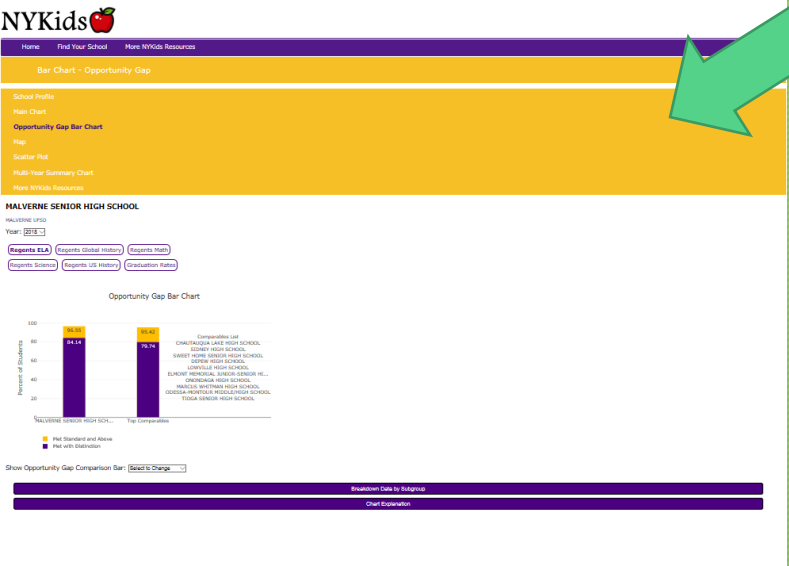 NYKids
Home Find Your School More NYKids Resources
Bar Chart - Opportunity Gap
School Profile
Main Chart
Opportunity Gap Bar Chart
Map
Scatter Plot
Multi-Year Summary Chart
More NYKids Resources
MALVERNE SENIOR HIGH SCHOOL
MALVERNE UFSD
Year: 2018
Regents ELA Regents Global History Regents Math
Regents Science Regents US History Graduation Rates
Opportunity Gap Bar Chart
Percent of Students
100
80
60
40
20
0
84.14
79.74
MALVERNE SENIOR HIGH SCH... Top Comparables
Comparables List
CHAUTAUQUA LAKE HIGH SCHOOL
SIDNEY HIGH SCHOOL
SWEET HOME SENIOR HIGH SCHOOL
DEPEW HIGH SCHOOL
LOWVILLE HIGH SCHOOL
ELMONT MEMORIAL JUNIOR-SENIOR HI...
ONONDAGA HIGH SCHOOL
MARCUS WHITMAN HIGH SCHOOL
ODESSA-MONTOUR MIDDLE/HIGH SCHOOL
TIOGA SENIOR HIGH SCHOOL
Met Standard and Above
Met with Distinction
Show Opportunity Gap Comparison Bar: Select to Change
Breakdown Data by Subgroup
Chart Explanation